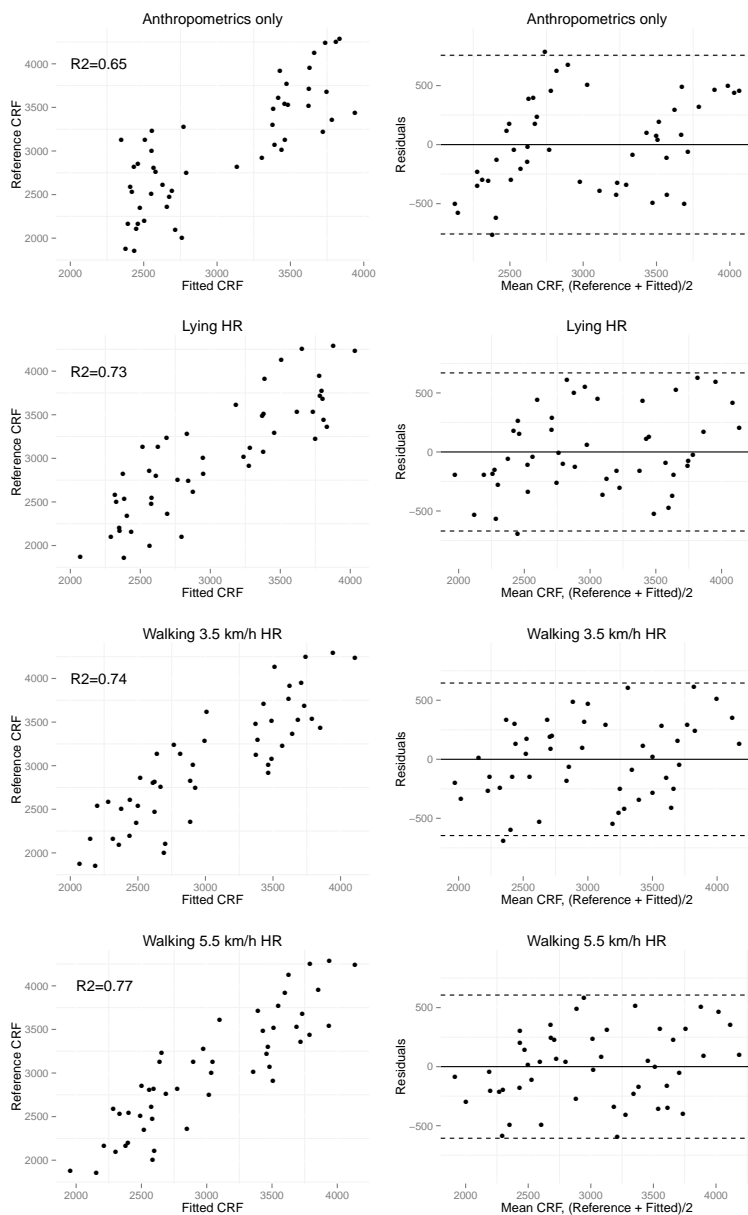 Anthropometrics only
R2=0.65
Reference CRF
4000
3500
3000
2500
2000
2000 2500 3000 3500 4000
Fitted CRF
Anthropometrics only
Residuals
500
0
−500
2500 3000 3500 4000
Mean CRF, (Reference + Fitted)/2
Lying HR
R2=0.73
Reference CRF
4000
3500
3000
2500
2000
2000 2500 3000 3500 4000
Fitted CRF
Lying HR
Residuals
500
0
−500
2000 2500 3000 3500 4000
Mean CRF, (Reference + Fitted)/2
Walking 3.5 km/h HR
R2=0.74
Reference CRF
4000
3500
3000
2500
2000
2000 2500 3000 3500 4000
Fitted CRF
Walking 3.5 km/h HR
Residuals
500
0
−500
2000 2500 3000 3500 4000
Mean CRF, (Reference + Fitted)/2
Walking 5.5 km/h HR
R2=0.77
Reference CRF
4000
3500
3000
2500
2000
2000 2500 3000 3500 4000
Fitted CRF
Walking 5.5 km/h HR
Residuals
500
0
−500
2000 2500 3000 3500 4000
Mean CRF, (Reference + Fitted)/2